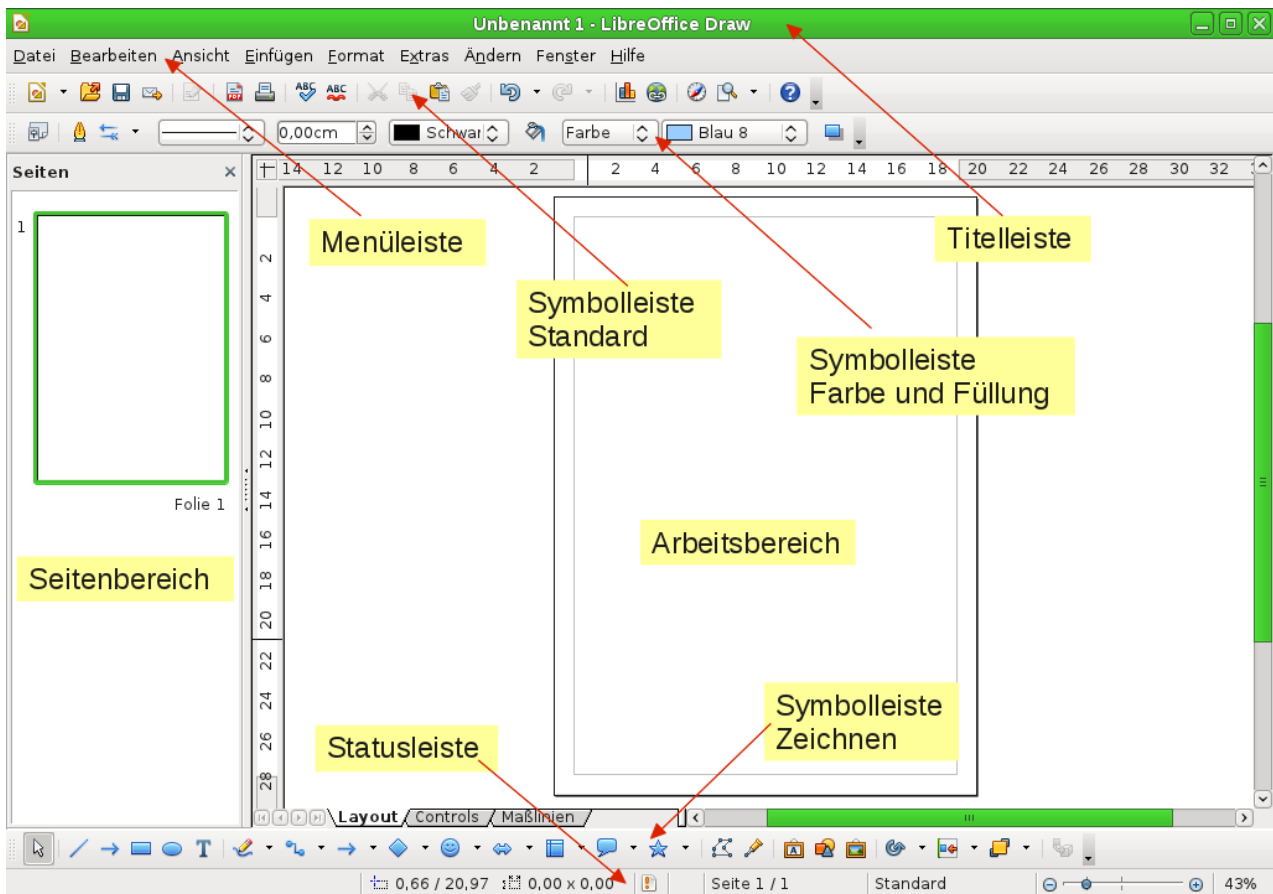 Unbenannt 1 - LibreOffice Draw
Datei Bearbeiten Ansicht Einfügen Format Extras Ändern Fenster Hilfe
ABC ABC
0,00cm Schwar Farbe Blau 8
Seiten
14 12 10 8 6 4 2 2 4 6 8 10 12 14 16 18 20 22 24 26 28 30 32
1
Menüleiste
Titelleiste
Symbolleiste
Standard
Symbolleiste
Farbe und Füllung
Folie 1
Arbeitsbereich
Seitenbereich
2
4
6
8
10
12
14
16
18
20
22
24
26
28
Symbolleiste
Zeichnen
Statusleiste
Layout Controls Maßlinien
T
0,66 / 20,97 0,00 x 0,00 Seite 1 / 1 Standard 43%